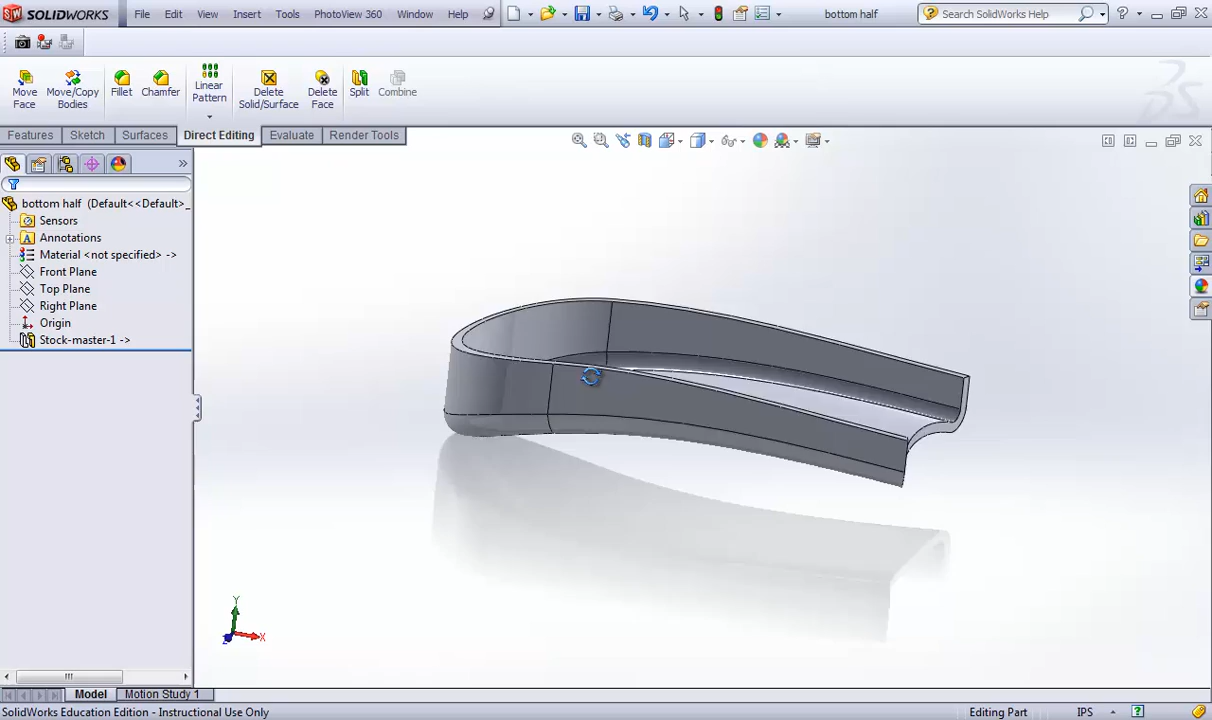 SOLIDWORKS File Edit View Insert Tools PhotoView 360 Window Help bottom half Search SolidWorks Help
Move Face
Move/Copy Bodies
Fillet
Chamfer
Linear Pattern
Delete Solid/Surface
Delete Face
Split
Combine
Features Sketch Surfaces Direct Editing Evaluate Render Tools
bottom half (Default<<Default>_
Sensors
Annotations
Material <not specified> ->
Front Plane
Top Plane
Right Plane
Origin
Stock-master-1 ->
Y
X
Z
Model Motion Study 1
SolidWorks Education Edition - Instructional Use Only Editing Part IPS